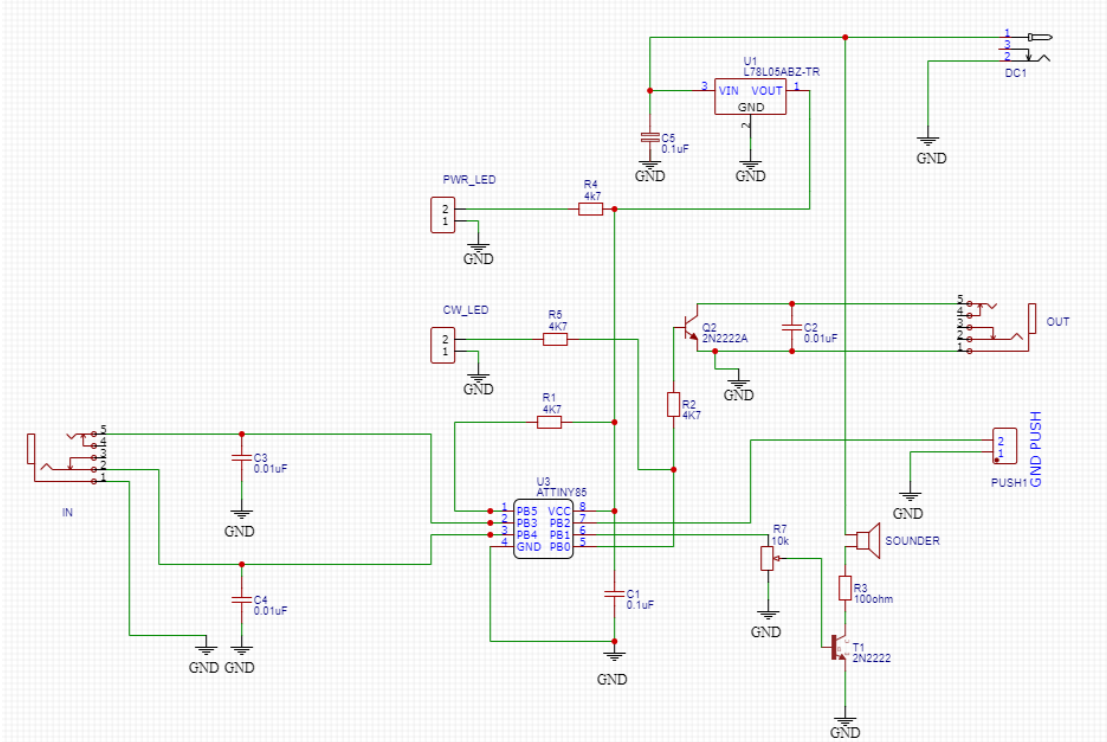 1
3
2
DC1
U1
L78L05ABZ-TR
3 VIN VOUT 1
GND
2
C5
0.1uF
GND
GND
GND
PWR_LED
R4
4k7
2
1
GND
CW_LED
R5
4K7
2
1
GND
Q2
2N2222A
C2
0.01uF
GND
5
4
3
2
1
OUT
R1
4K7
R2
4K7
5
4
3
2
1
IN
C3
0.01uF
GND
2
1
PUSH1
GND PUSH
GND
U3
ATTINY85
1 PB5 VCC 8
2 PB3 PB2 7
3 PB4 PB1 6
4 GND PB0 5
R7
10k
GND
SOUNDER
R3
100ohm
C4
0.01uF
GND GND
C1
0.1uF
GND
T1
2N2222
GND